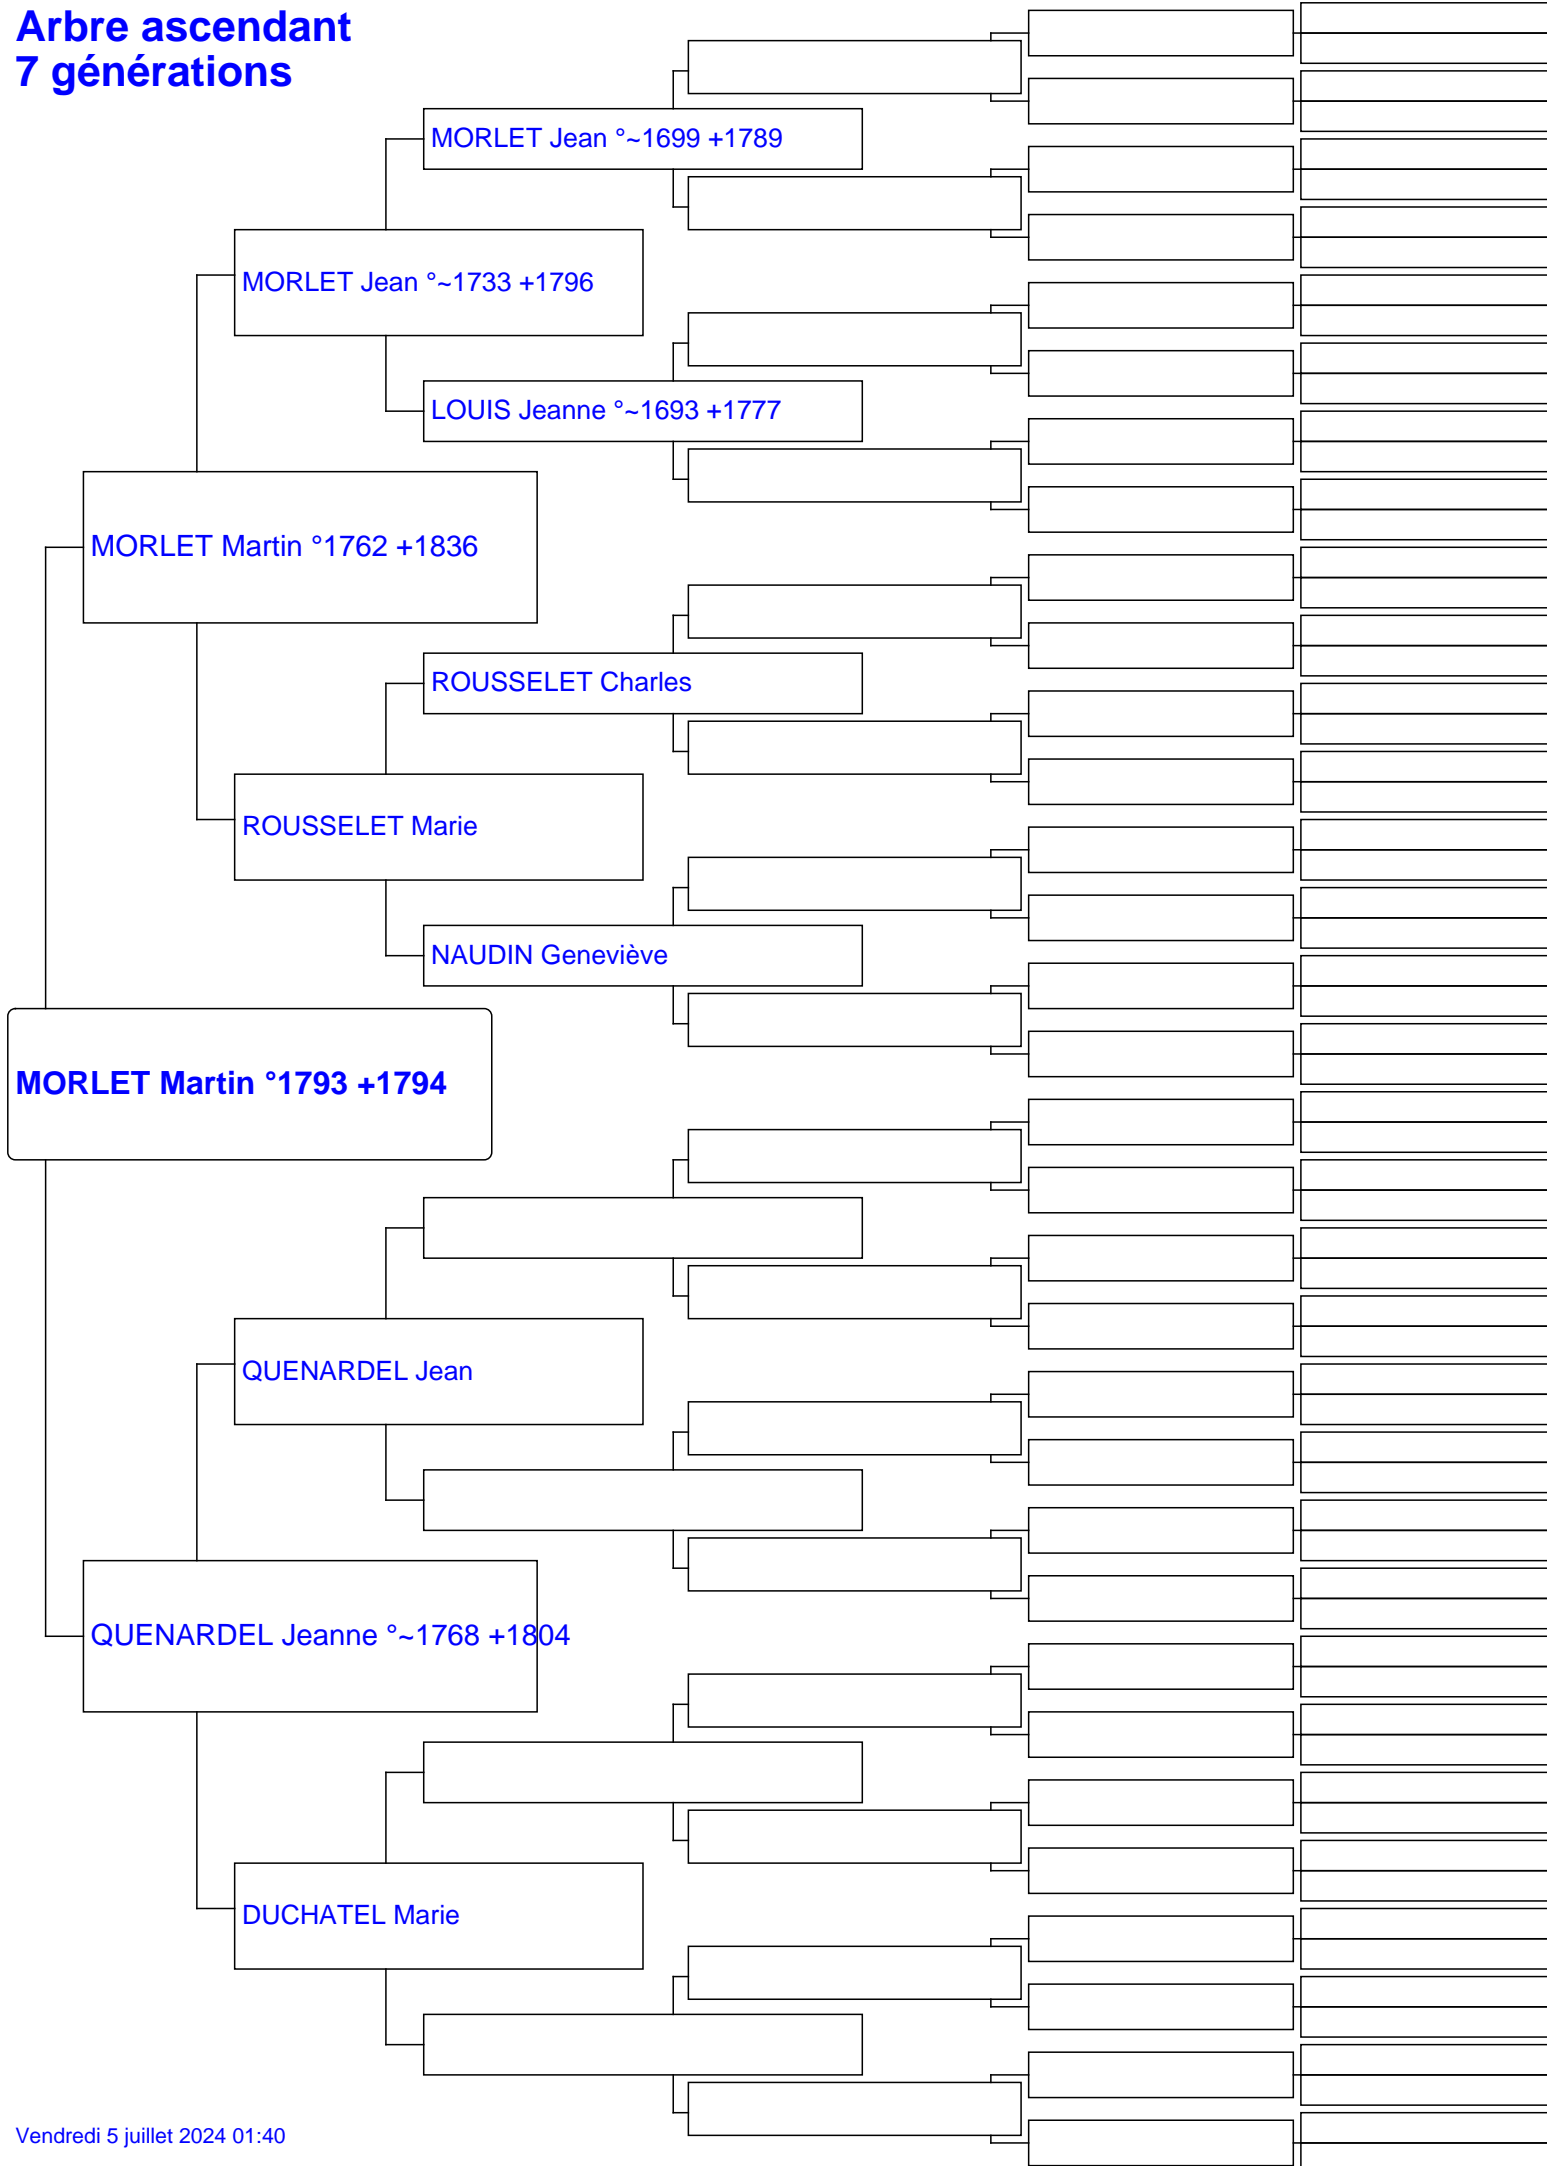 Arbre ascendant
7 générations
MORLET Jean °~1699 +1789
MORLET Jean °~1733 +1796
LOUIS Jeanne °~1693 +1777
MORLET Martin °1762 +1836
ROUSSELET Charles
ROUSSELET Marie
NAUDIN Geneviève
MORLET Martin °1793 +1794
QUENARDEL Jean
QUENARDEL Jeanne °~1768 +1804
DUCHATEL Marie
Vendredi 5 juillet 2024 01:40